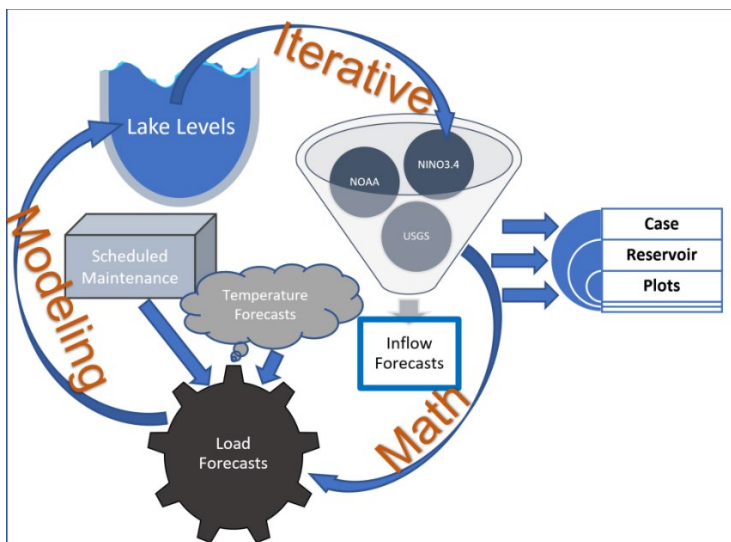 Iterative
Lake Levels
NINO3.4
NOAA
USGS
Case
Reservoir
Plots
Modeling
Scheduled
Maintenance
Temperature
Forecasts
Inflow
Forecasts
Math
Load
Forecasts